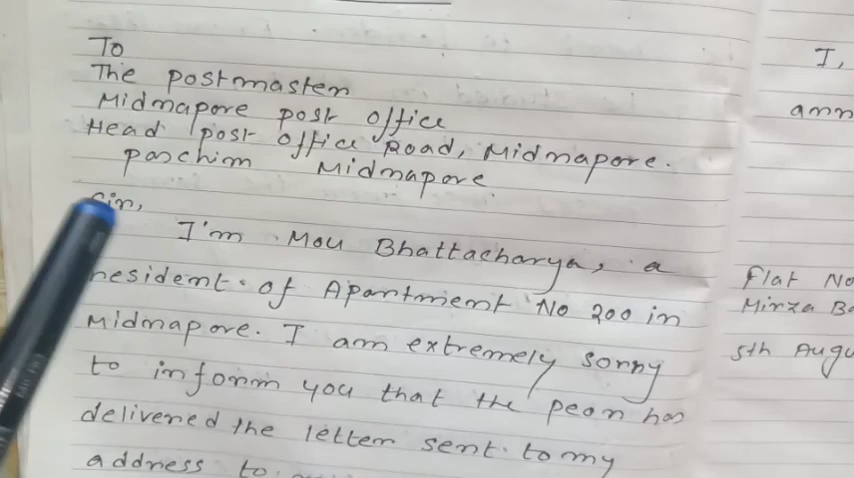 To
The postmaster
Midnapore post office
Head post office Road, Midnapore.
paschim Midnapore.
Sir,
I'm Mou Bhattacharya, a
resident of Apartment No 200 in
Midnapore. I am extremely sorry
to inform you that the peon has
delivered the letter sent to my
address to
I,
Flat No
Mirza
5th